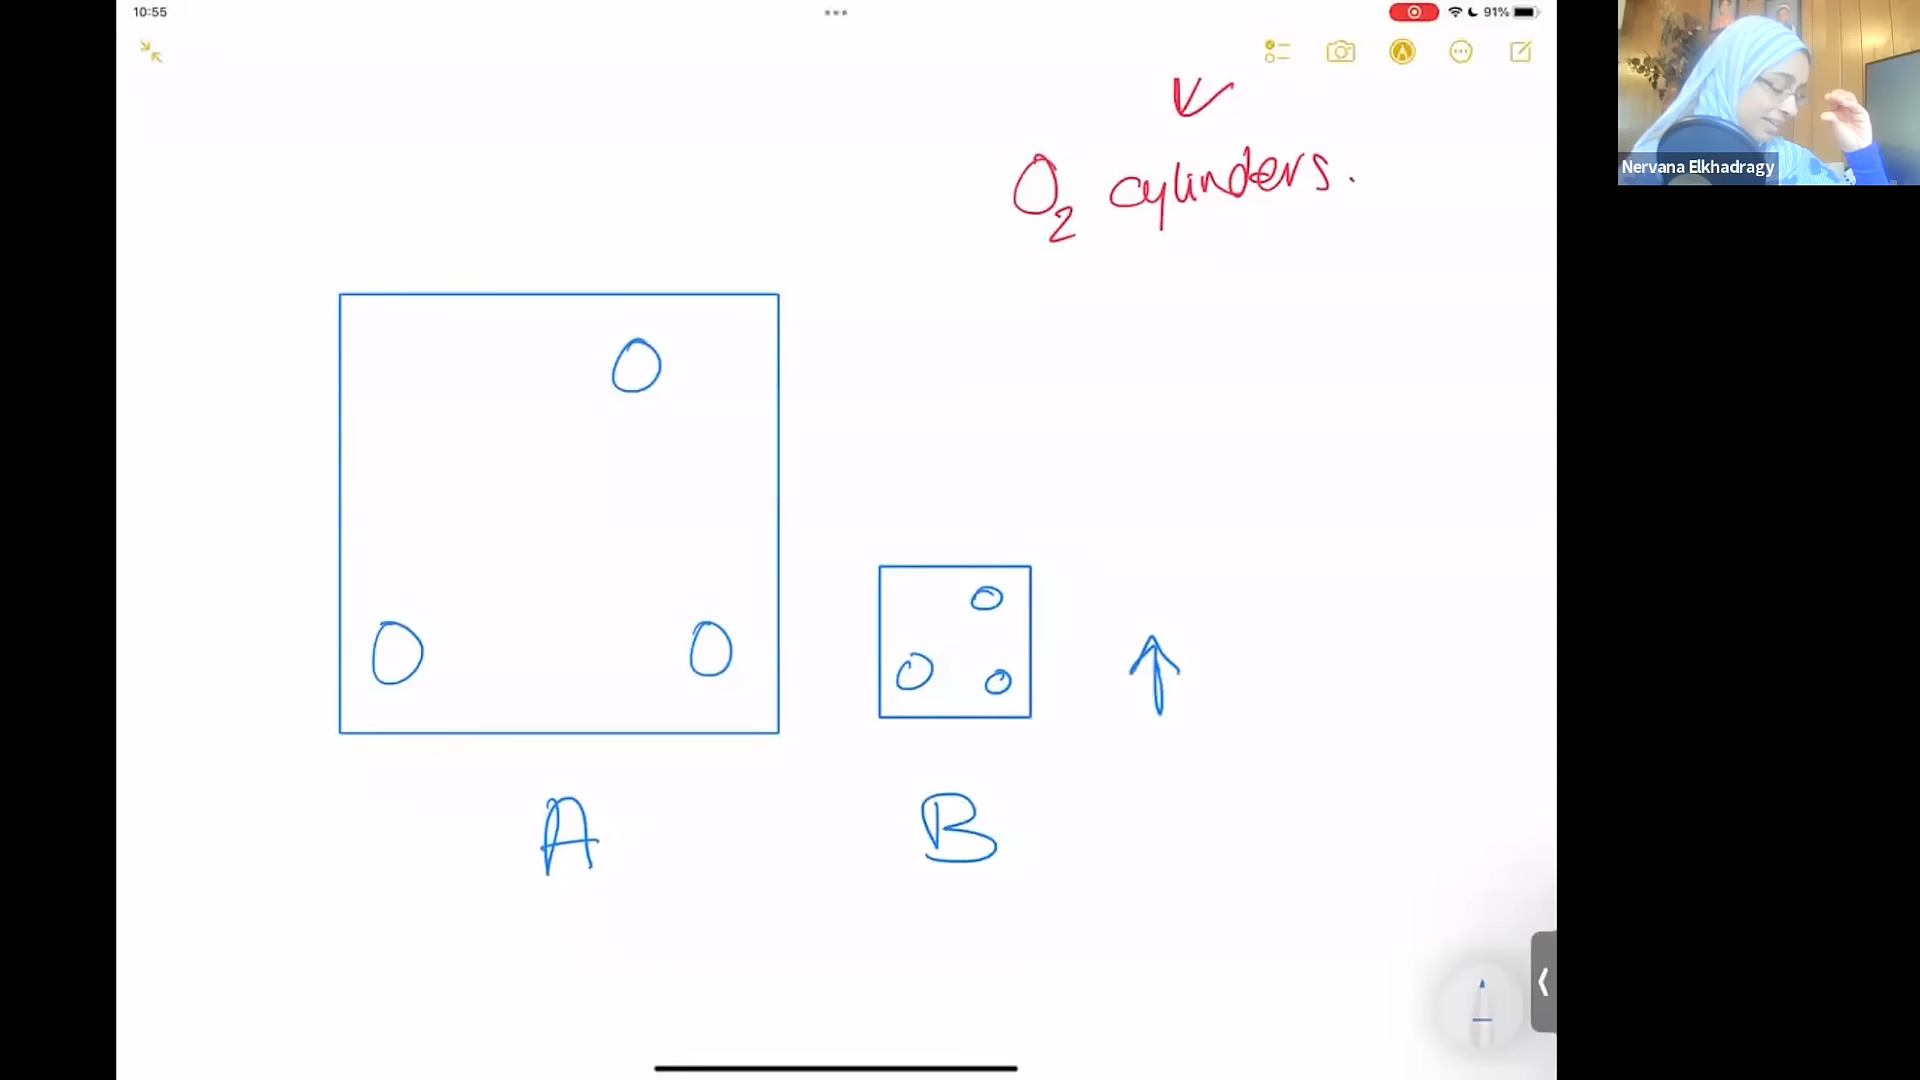 10:55
91%
Nervana Elkhadragy
O₂ cylinders.
A
B